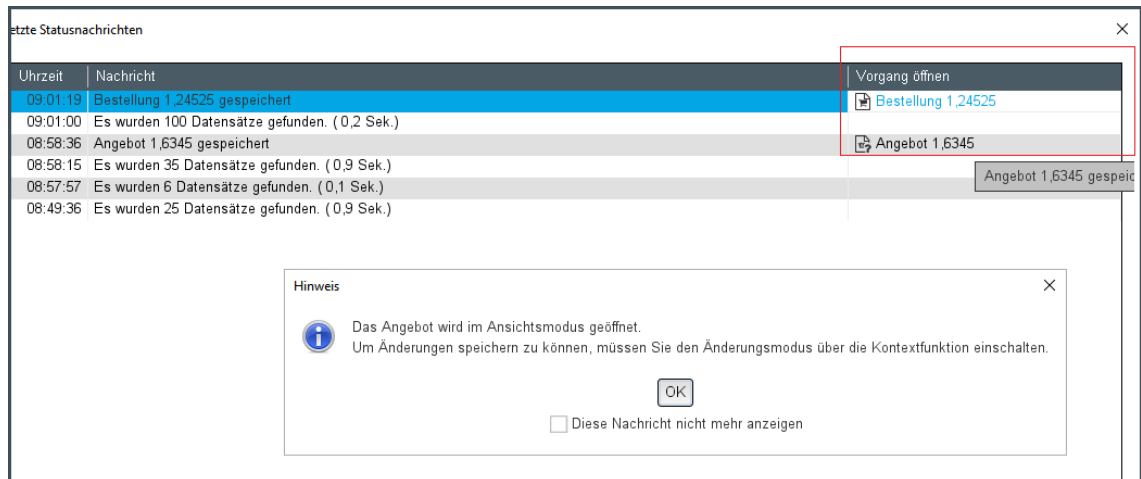 etzte Statusnachrichten
Uhrzeit Nachricht Vorgang öffnen
09:01:19 Bestellung 1,24525 gespeichert Bestellung 1,24525
09:01:00 Es wurden 100 Datensätze gefunden. ( 0,2 Sek.)
08:58:36 Angebot 1,6345 gespeichert Angebot 1,6345
08:58:15 Es wurden 35 Datensätze gefunden. ( 0,9 Sek.)
Angebot 1,6345 gespeic
08:57:57 Es wurden 6 Datensätze gefunden. ( 0,1 Sek.)
08:49:36 Es wurden 25 Datensätze gefunden. ( 0,9 Sek.)
Hinweis
Das Angebot wird im Ansichtsmodus geöffnet.
Um Änderungen speichern zu können, müssen Sie den Änderungsmodus über die Kontextfunktion einschalten.
OK
Diese Nachricht nicht mehr anzeigen